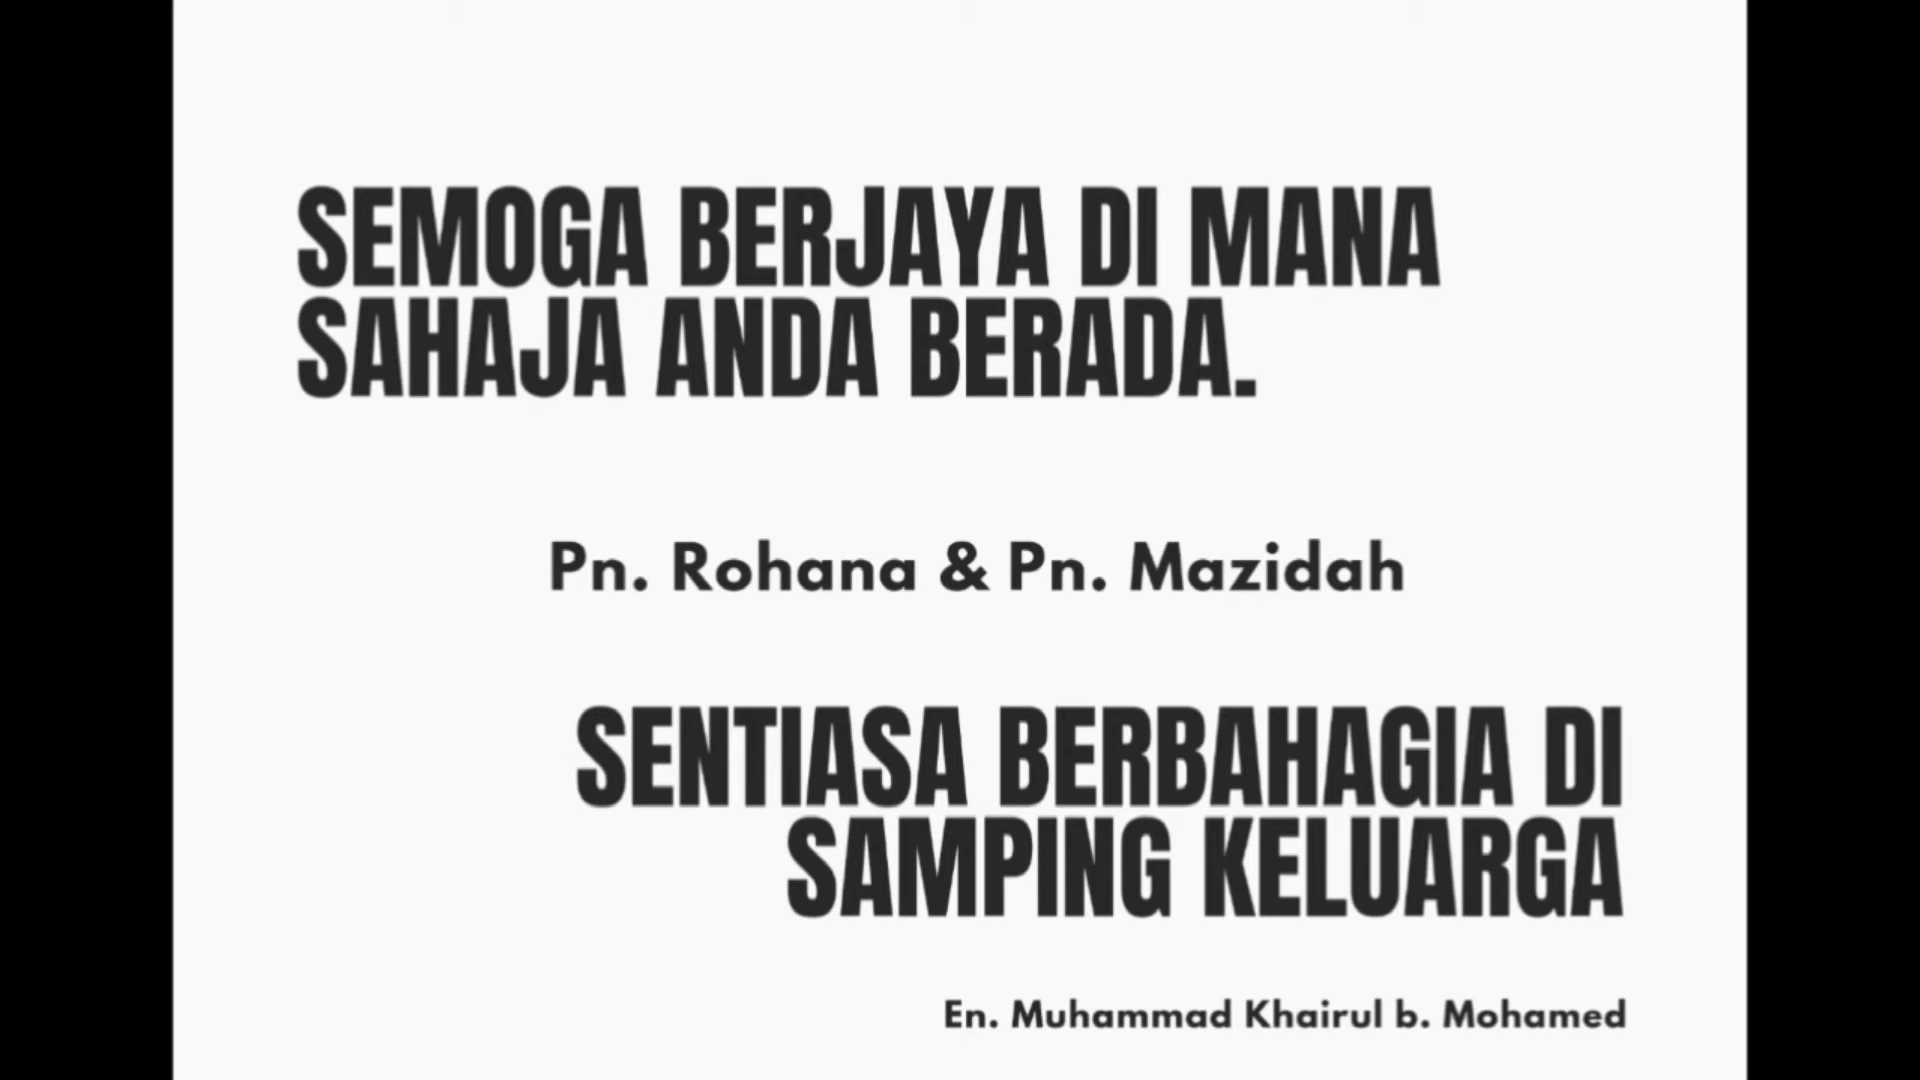 SEMOGA BERJAYA DI MANA
SAHAJA ANDA BERADA.
Pn. Rohana & Pn. Mazidah
SENTIASA BERBAHAGIA DI
SAMPING KELUARGA
En. Muhammad Khairul b. Mohamed